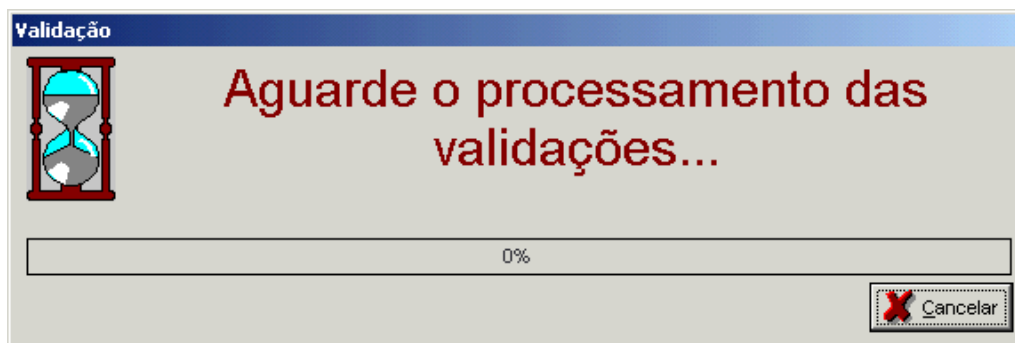 Validação
Aguarde o processamento das
validações...
0%
Cancelar